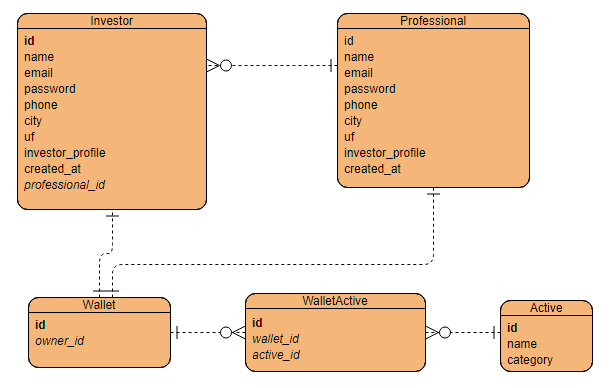 Investor
id
name
email
password
phone
city
uf
investor_profile
created_at
professional_id
Professional
id
name
email
password
phone
city
uf
investor_profile
created_at
Wallet
id
owner_id
WalletActive
id
wallet_id
active_id
Active
id
name
category